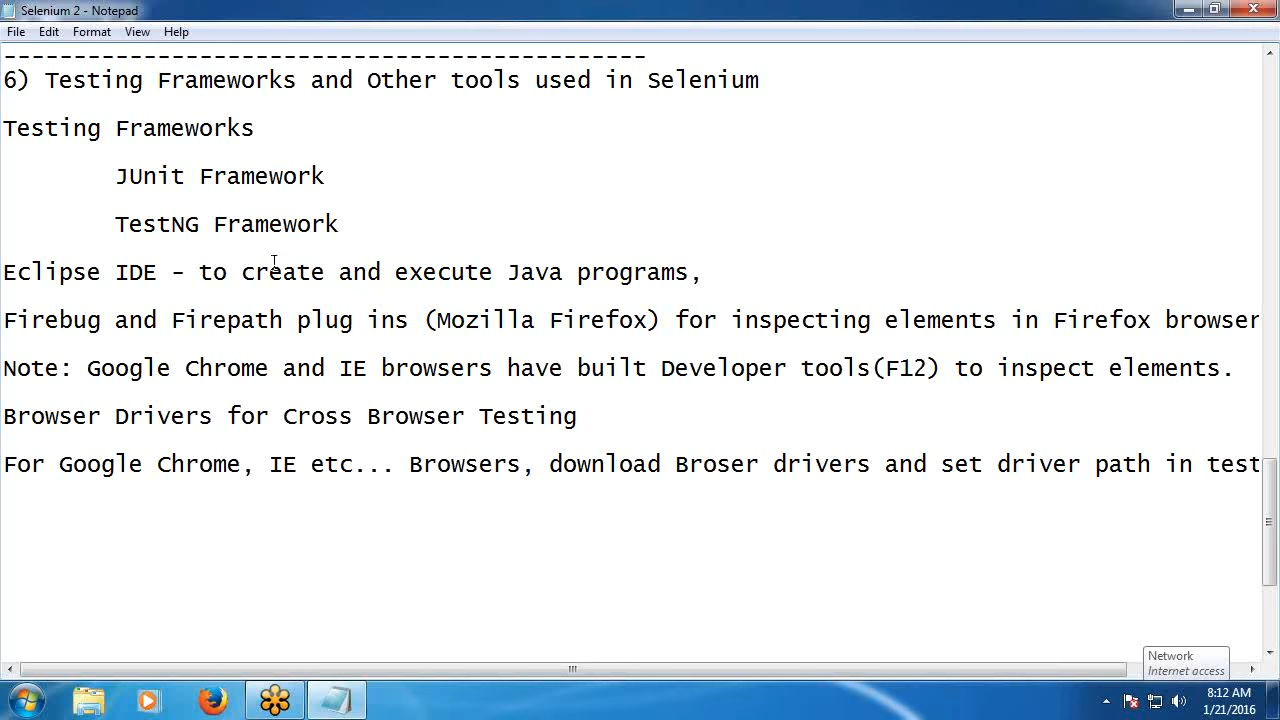 Selenium 2 - Notepad
File Edit Format View Help
----------------------------------------------
6) Testing Frameworks and Other tools used in Selenium
Testing Frameworks
JUnit Framework
TestNG Framework
Eclipse IDE - to create and execute Java programs,
Firebug and Firepath plug ins (Mozilla Firefox) for inspecting elements in Firefox browser
Note: Google Chrome and IE browsers have built Developer tools(F12) to inspect elements.
Browser Drivers for Cross Browser Testing
For Google Chrome, IE etc... Browsers, download Broser drivers and set driver path in test
Network
Internet access
8:12 AM
1/21/2016